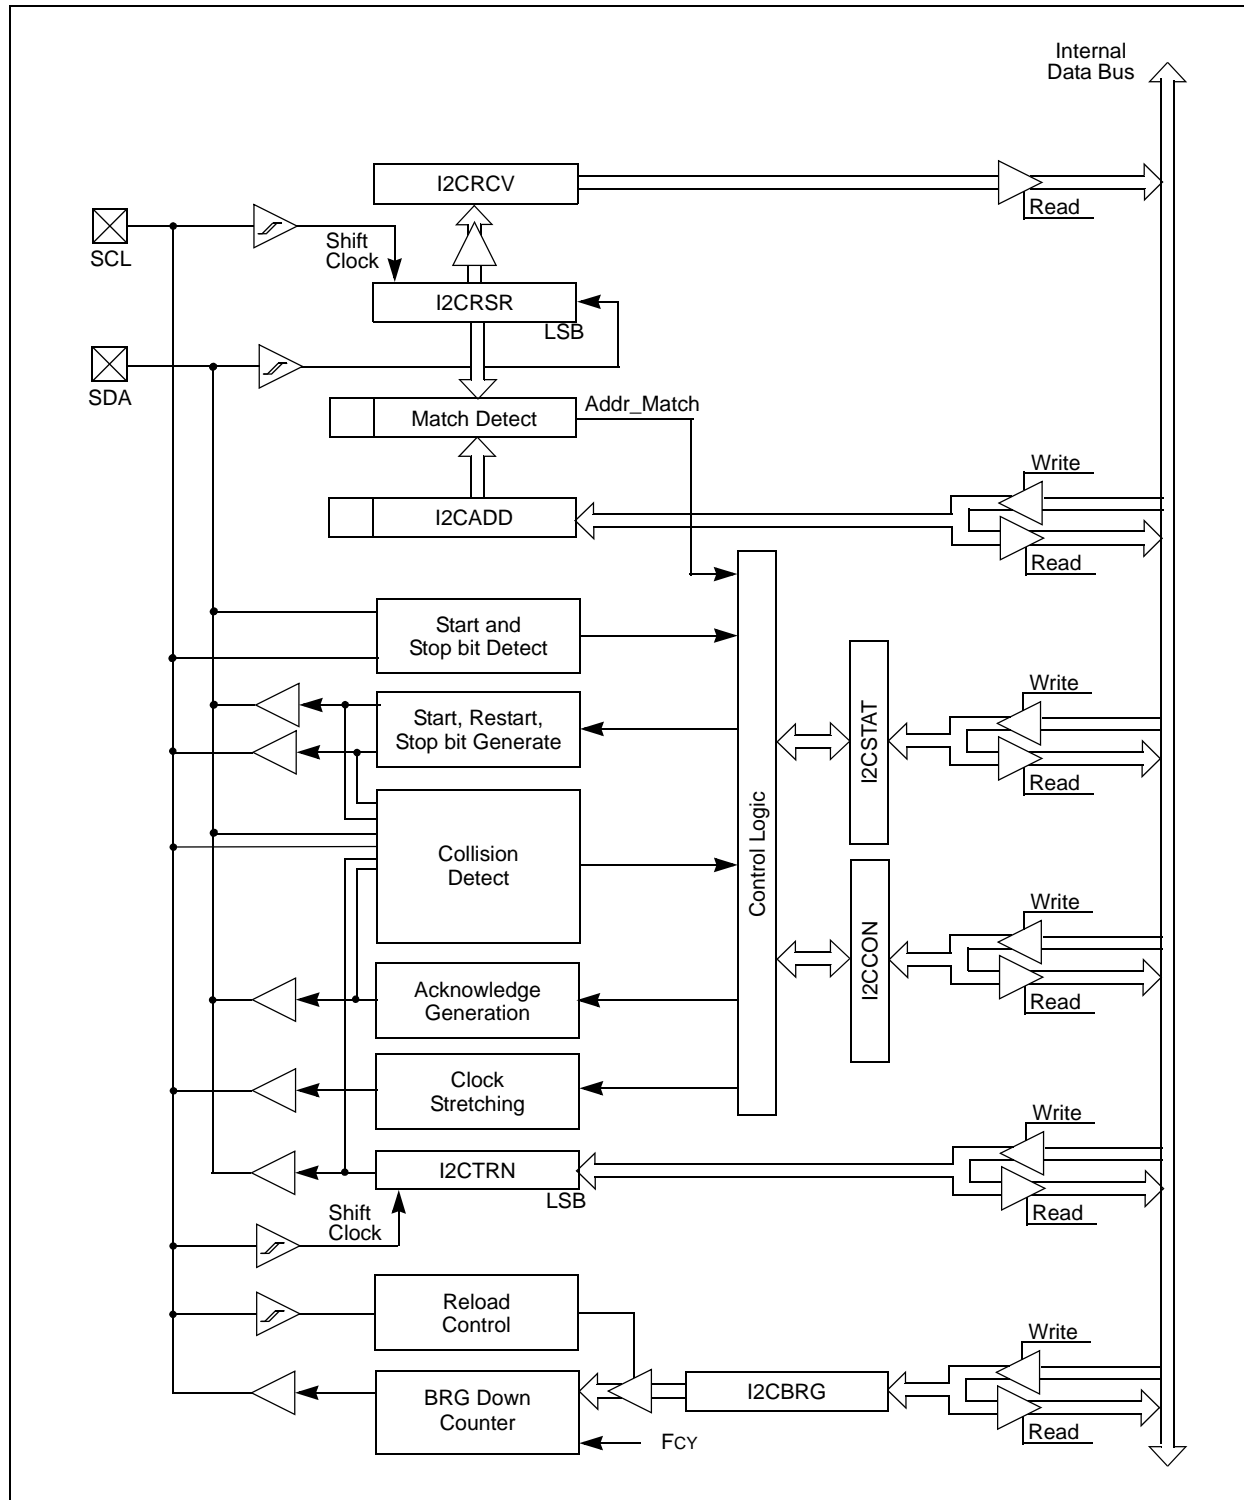 Internal
Data Bus
I2CRCV
Read
SCL
Shift
Clock
I2CRSR
LSB
SDA
Match Detect
Addr_Match
Write
I2CADD
Read
Start and
Stop bit Detect
Write
Start, Restart,
Stop bit Generate
I2CSTAT
Read
Control Logic
Collision
Detect
Write
I2CCON
Acknowledge
Generation
Read
Clock
Stretching
Write
I2CTRN
LSB
Shift
Clock
Read
Reload
Control
Write
BRG Down
Counter
I2CBRG
FCY
Read